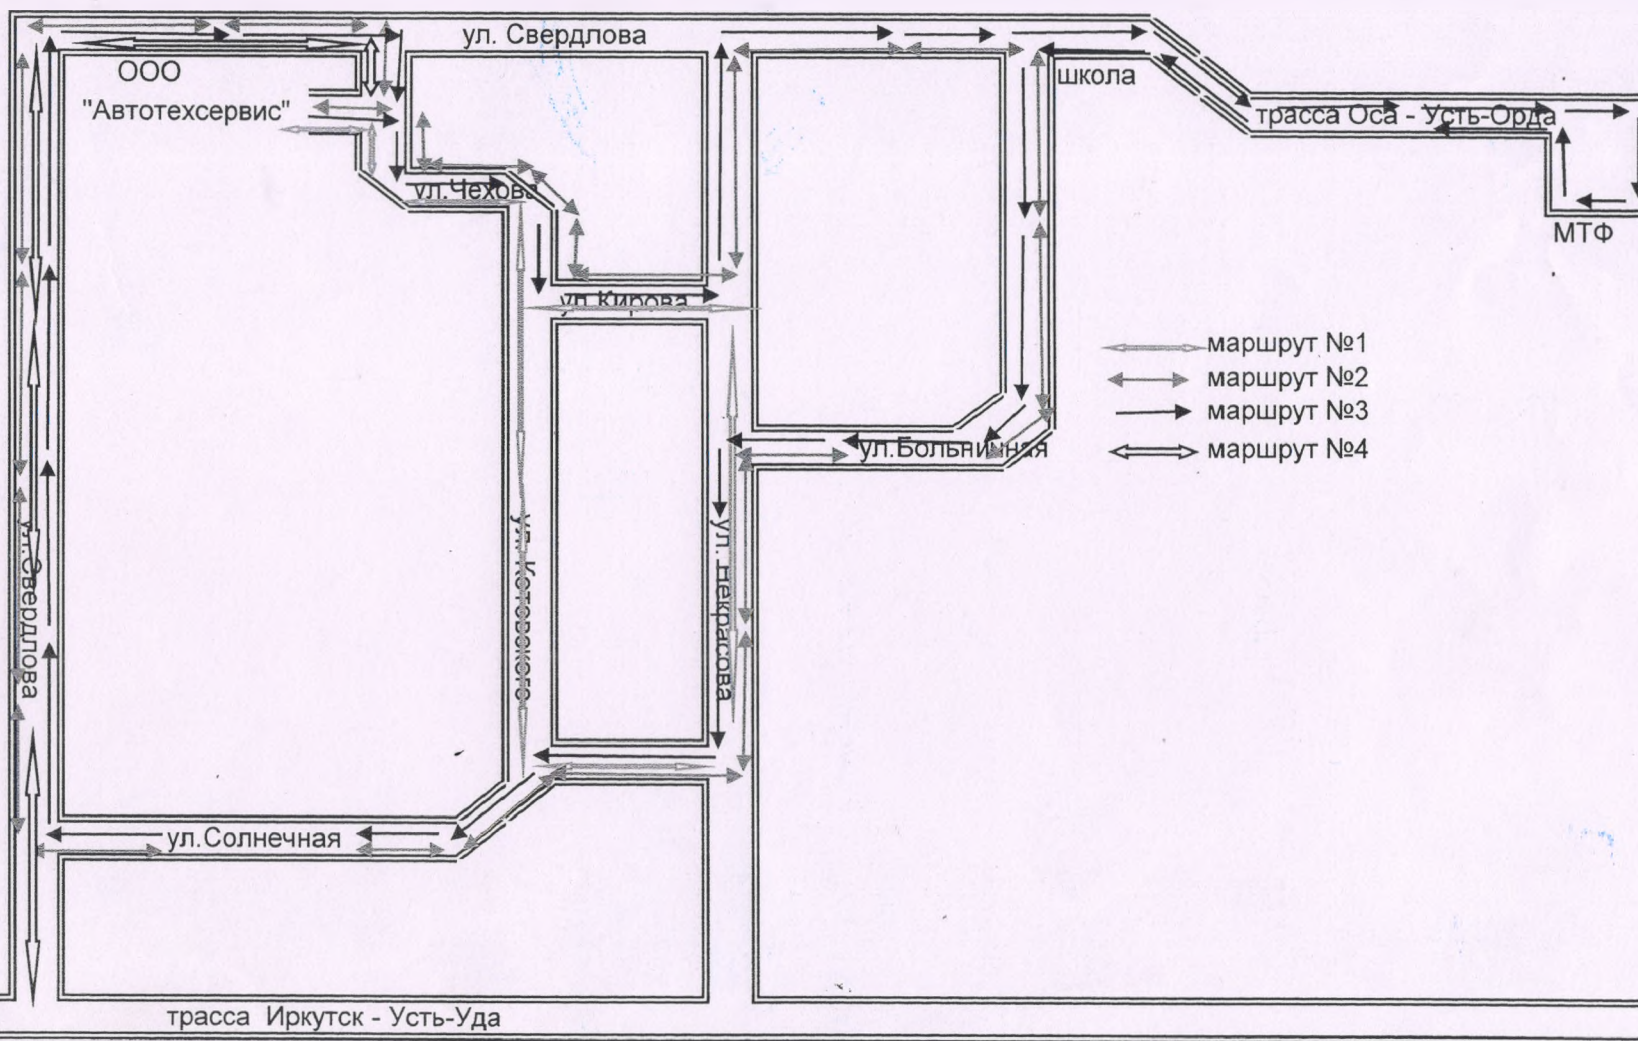 ул. Свердлова
ООО
"Автотехсервис"
школа
трасса Оса - Усть-Орда
ул.Чехова
МТФ
ул.Кирова
маршрут №1
маршрут №2
маршрут №3
маршрут №4
ул.Больничная
ул.Свердлова
ул. Котовского
ул. Некрасова
ул.Солнечная
трасса Иркутск - Усть-Уда